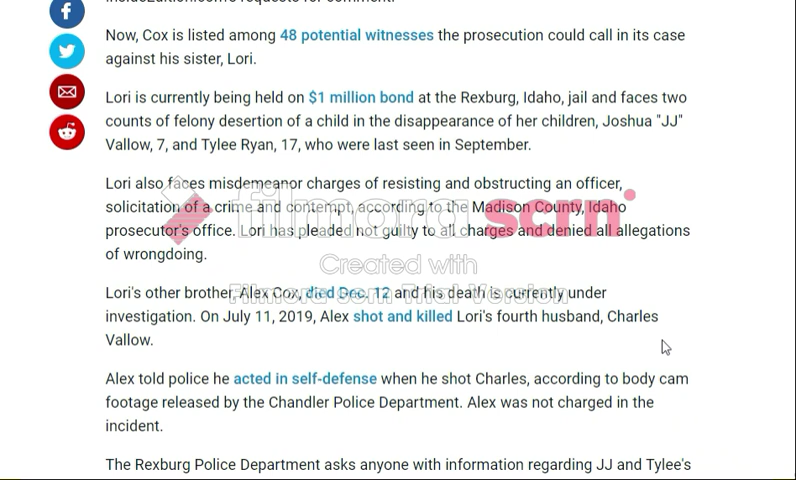 InsideEdition.com's requests for comment.
Now, Cox is listed among 48 potential witnesses the prosecution could call in its case
against his sister, Lori.
Lori is currently being held on $1 million bond at the Rexburg, Idaho, jail and faces two
counts of felony desertion of a child in the disappearance of her children, Joshua "JJ"
Vallow, 7, and Tylee Ryan, 17, who were last seen in September.
Lori also faces misdemeanor charges of resisting and obstructing an officer,
solicitation of a crime and contempt, according to the Madison County, Idaho
prosecutor's office. Lori has pleaded not guilty to all charges and denied all allegations
of wrongdoing.
filmora scrn
Created with
Filmora scrn Trial Version
Lori's other brother, Alex Cox, died Dec. 12 and his death is currently under
investigation. On July 11, 2019, Alex shot and killed Lori's fourth husband, Charles
Vallow.
Alex told police he acted in self-defense when he shot Charles, according to body cam
footage released by the Chandler Police Department. Alex was not charged in the
incident.
The Rexburg Police Department asks anyone with information regarding JJ and Tylee's